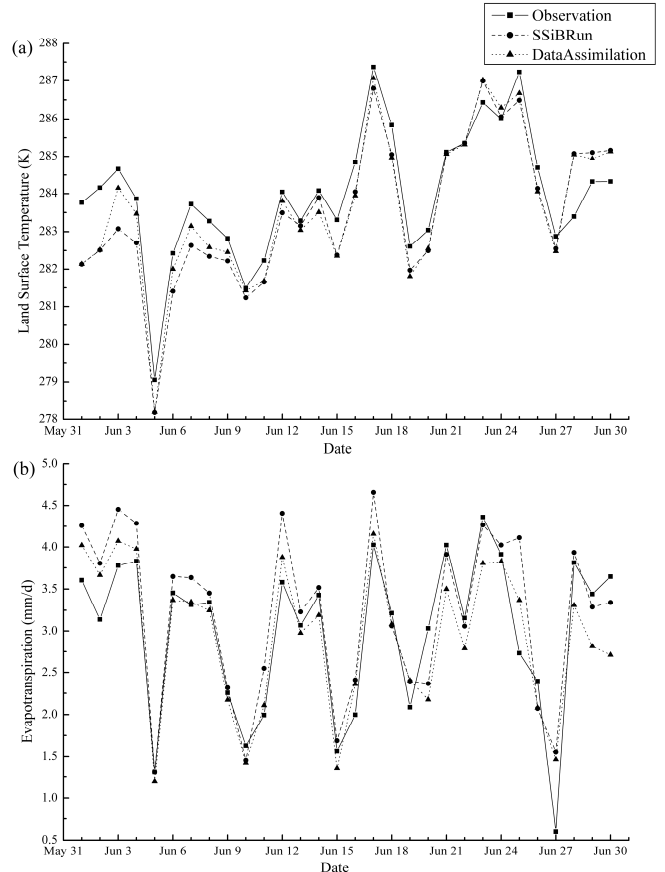 Observation
SSiBRun
DataAssimilation
(a)
288
287
286
285
284
283
282
281
280
279
278
Land Surface Temperature (K)
May 31 Jun 3 Jun 6 Jun 9 Jun 12 Jun 15 Jun 18 Jun 21 Jun 24 Jun 27 Jun 30
Date
(b)
5.0
4.5
4.0
3.5
3.0
2.5
2.0
1.5
1.0
0.5
Evapotranspiration (mm/d)
May 31 Jun 3 Jun 6 Jun 9 Jun 12 Jun 15 Jun 18 Jun 21 Jun 24 Jun 27 Jun 30
Date